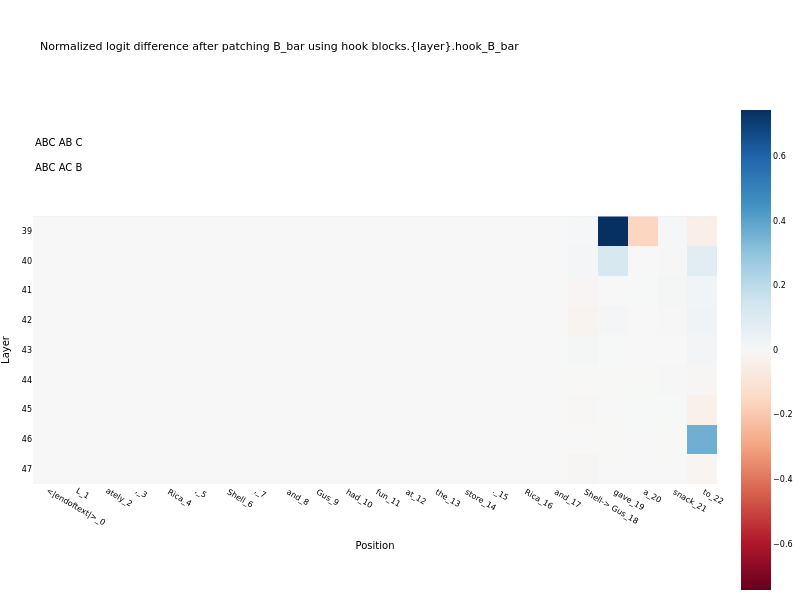 Normalized logit difference after patching B_bar using hook blocks.{layer}.hook_B_bar
ABC AB C
ABC AC B
0.6
0.4
0.2
0
−0.2
−0.4
−0.6
Layer
39
40
41
42
43
44
45
46
47
<|endoftext|>_0
L_1
ately_2
,_3
Rica_4
,_5
Shell_6
,_7
and_8
Gus_9
had_10
fun_11
at_12
the_13
store_14
._15
Rica_16
and_17
Shell-> Gus_18
gave_19
a_20
snack_21
to_22
Position